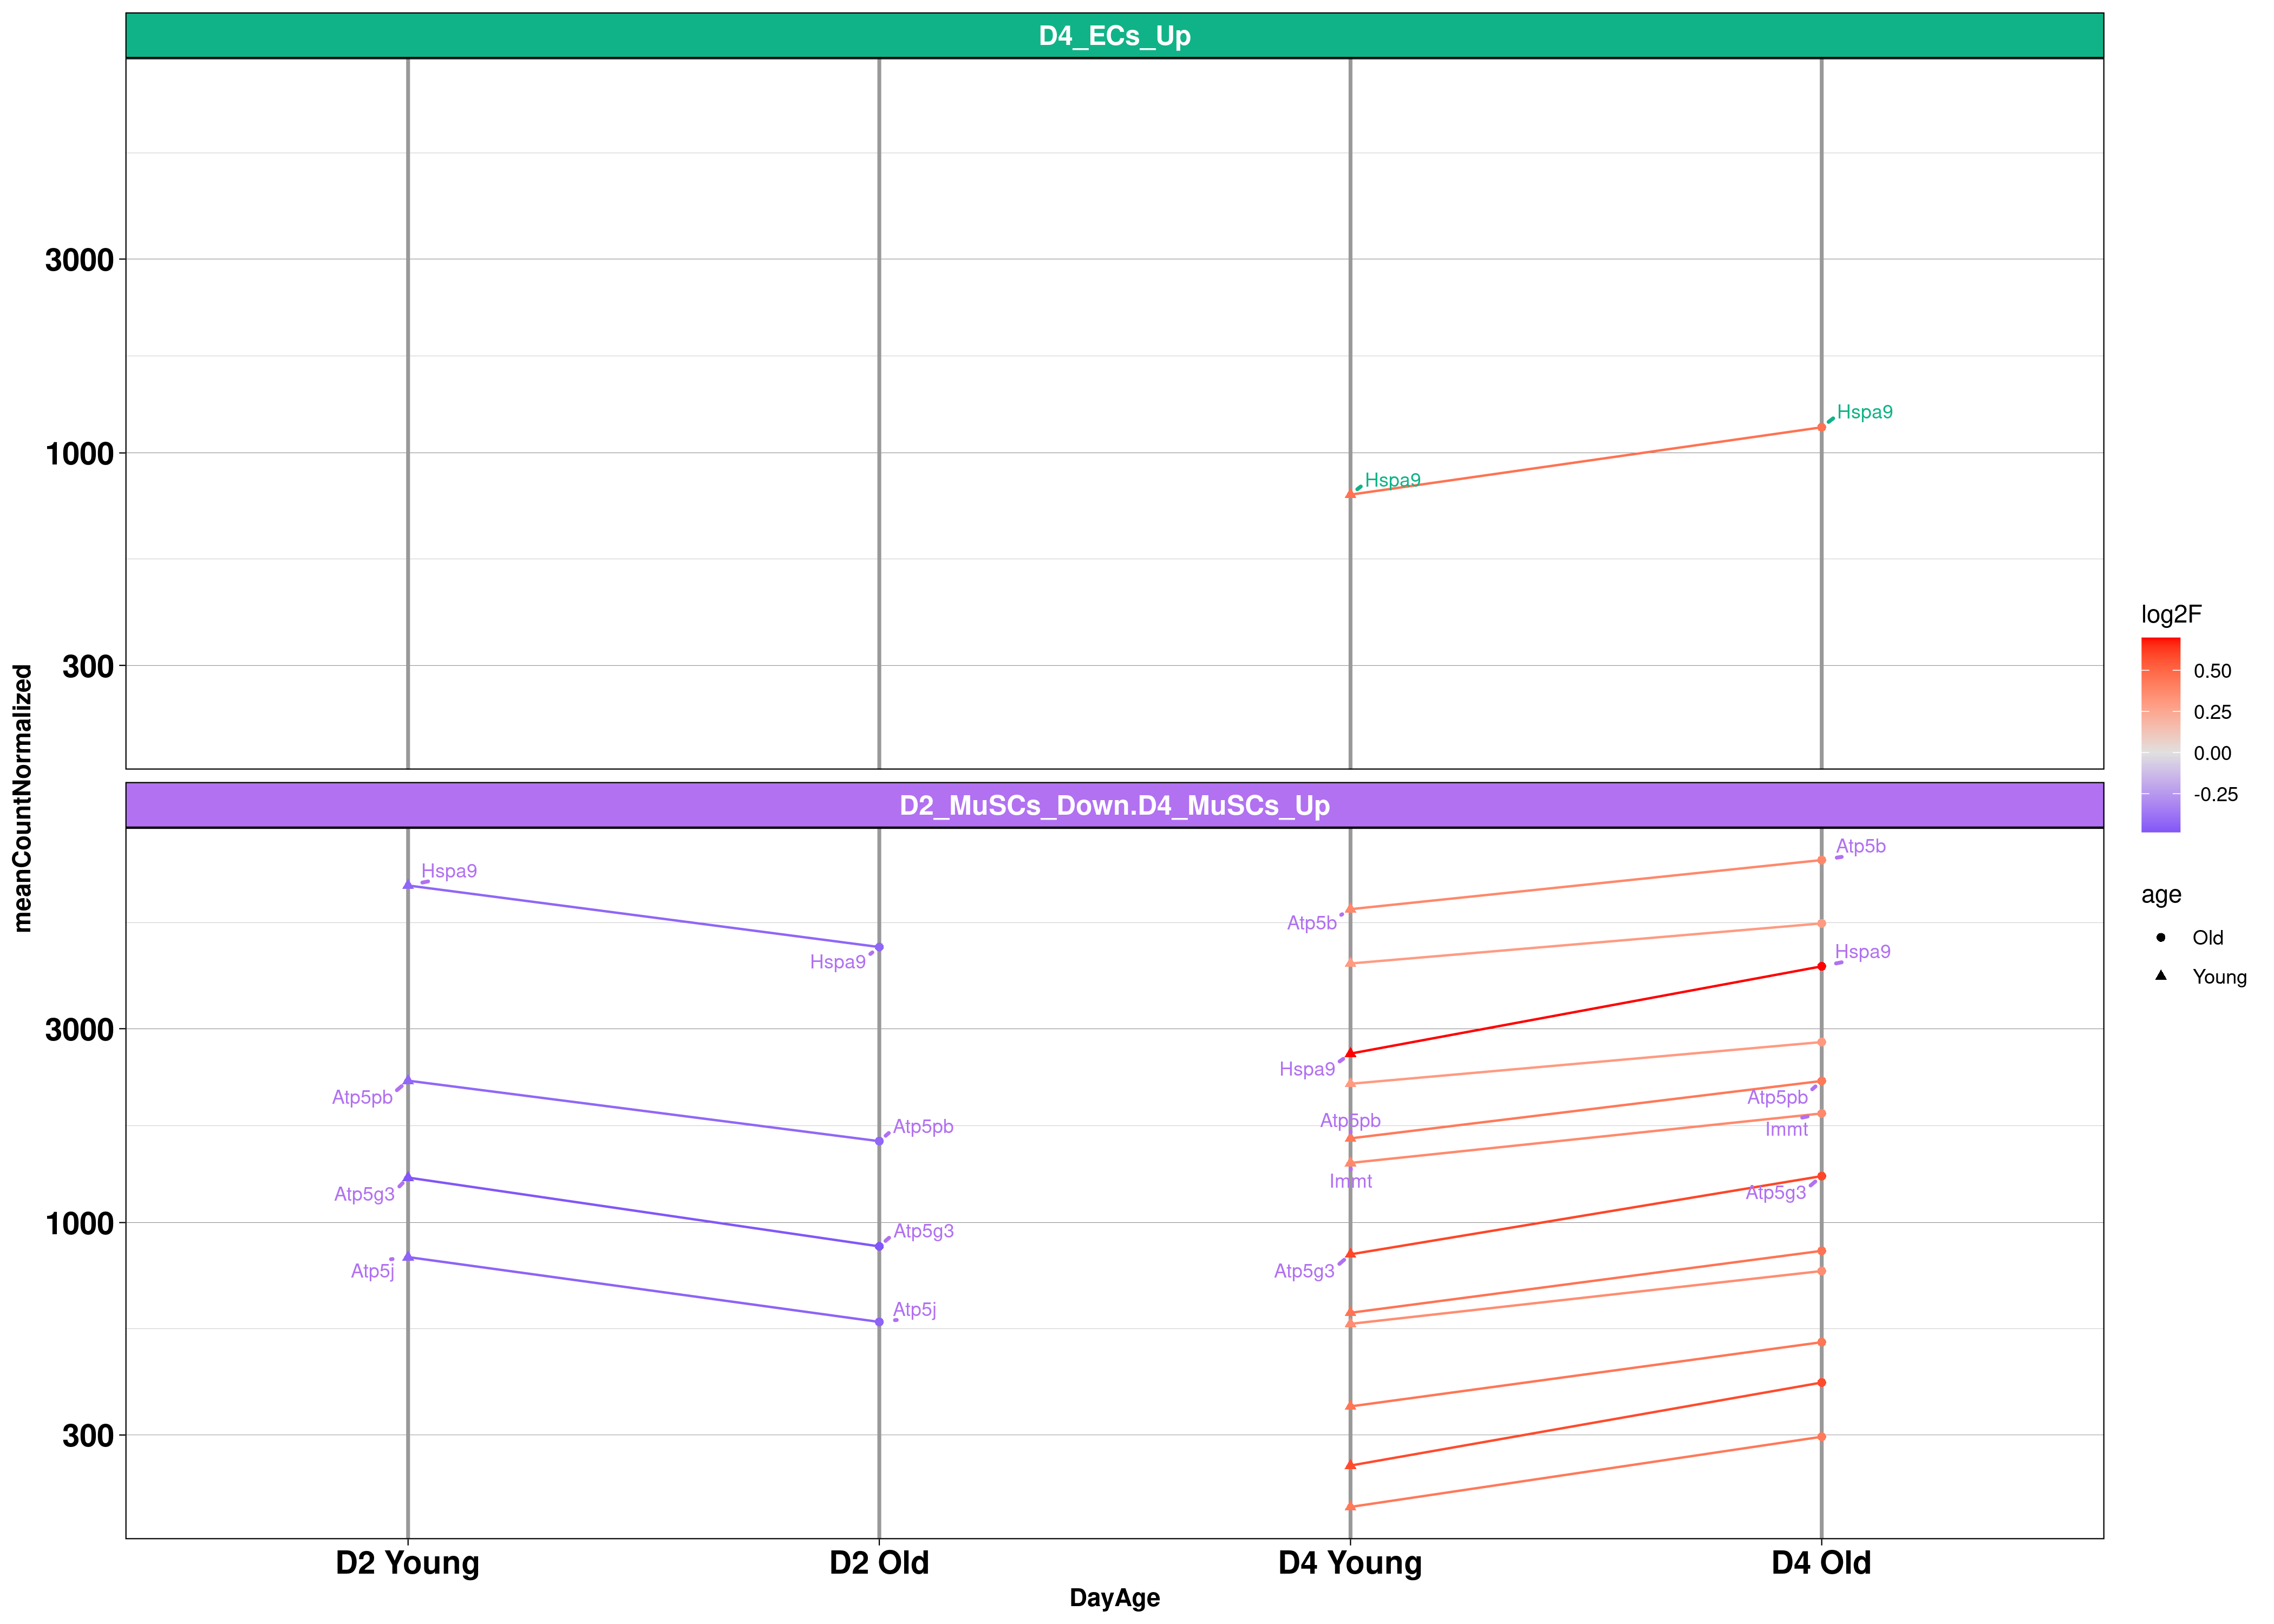 D4_ECs_Up
3000
1000
300
Hspa9
Hspa9
meanCountNormalized
D2_MuSCs_Down.D4_MuSCs_Up
3000
1000
300
Hspa9
Hspa9
Atp5pb
Atp5pb
Atp5g3
Atp5g3
Atp5j
Atp5j
Atp5b
Atp5b
Hspa9
Hspa9
Atp5pb
Atp5pb
Immt
Immt
Atp5g3
Atp5g3
D2 Young D2 Old D4 Young D4 Old
DayAge
log2F
0.50
0.25
0.00
-0.25
age
Old
Young